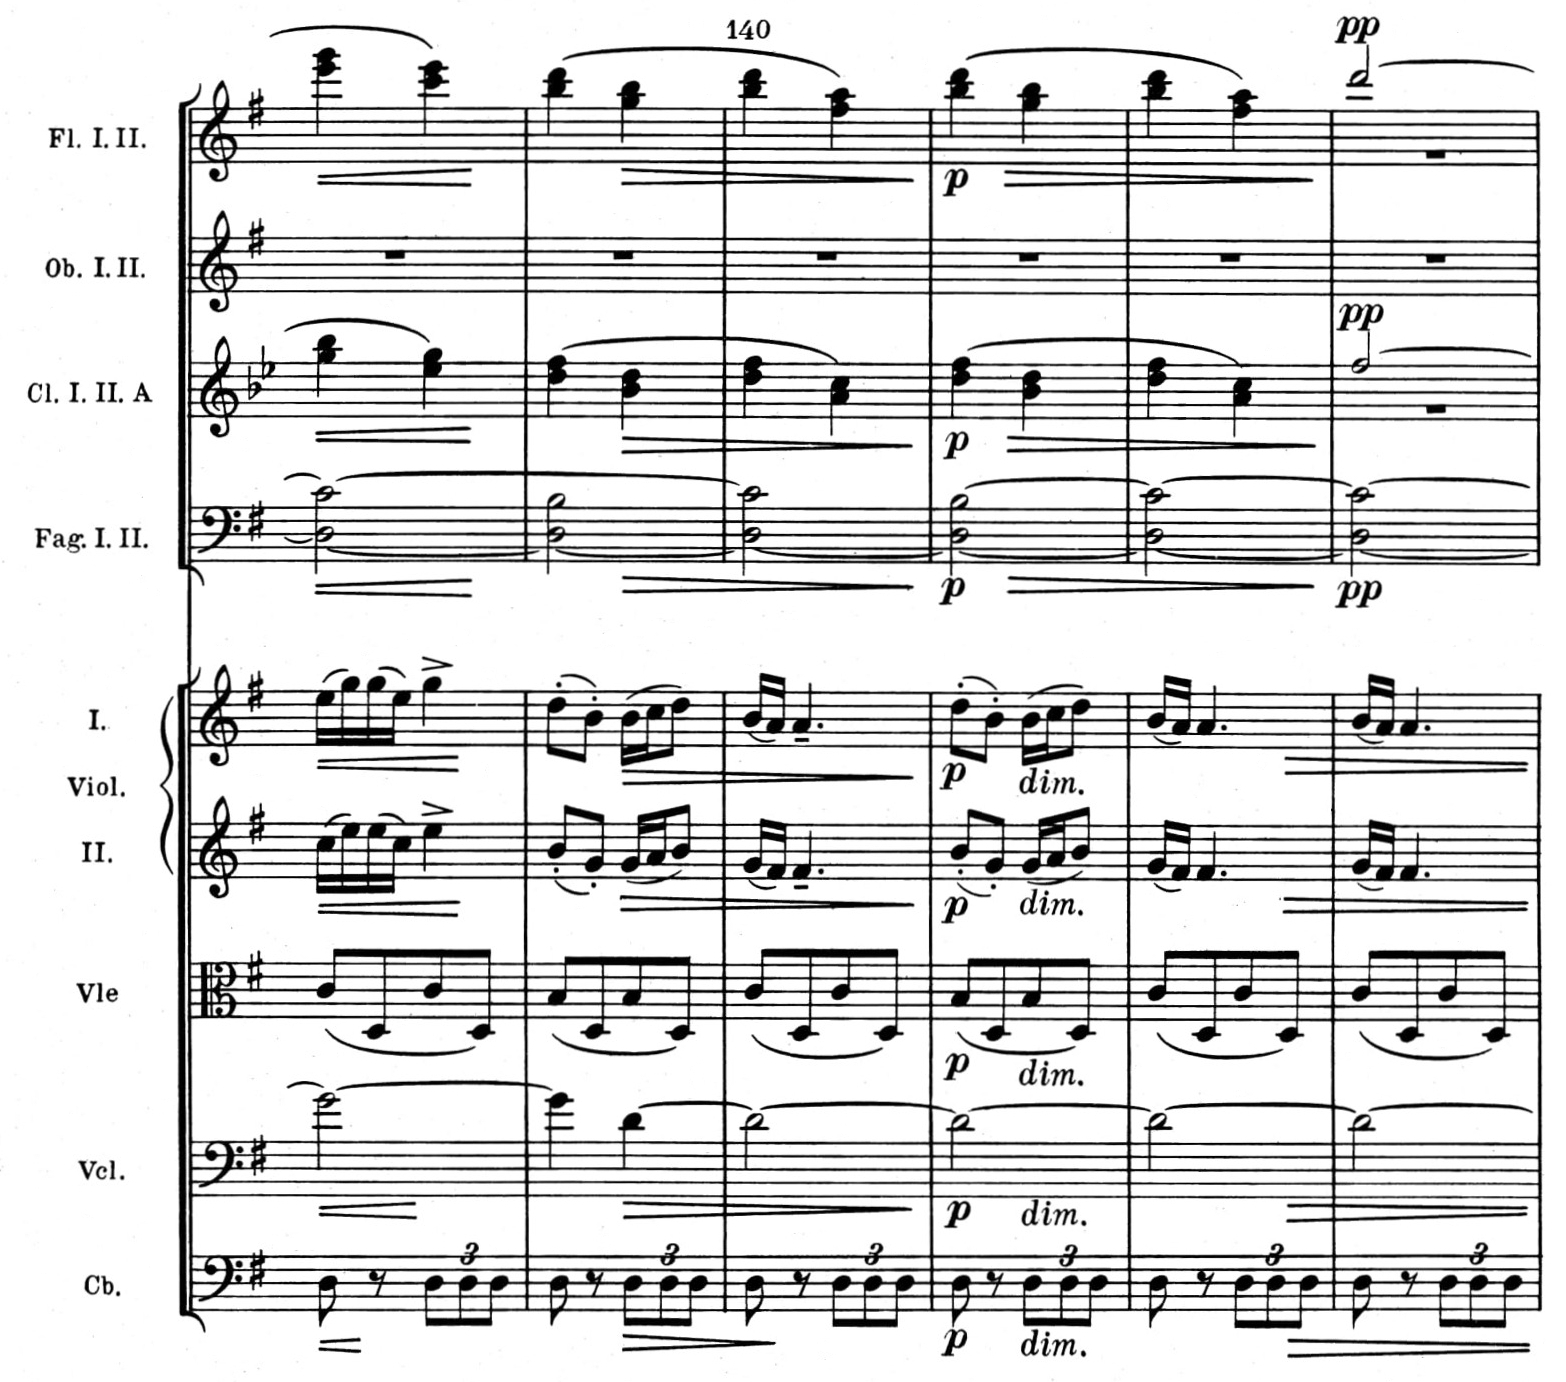 140
pp
Fl. I. II.
p
Ob. I. II.
pp
Cl. I. II. A
p
Fag. I. II.
p pp
I.
p dim.
Viol.
II.
p dim.
Vle
p dim.
Vcl.
p dim.
3 3 3 3 3 3
Cb.
p dim.